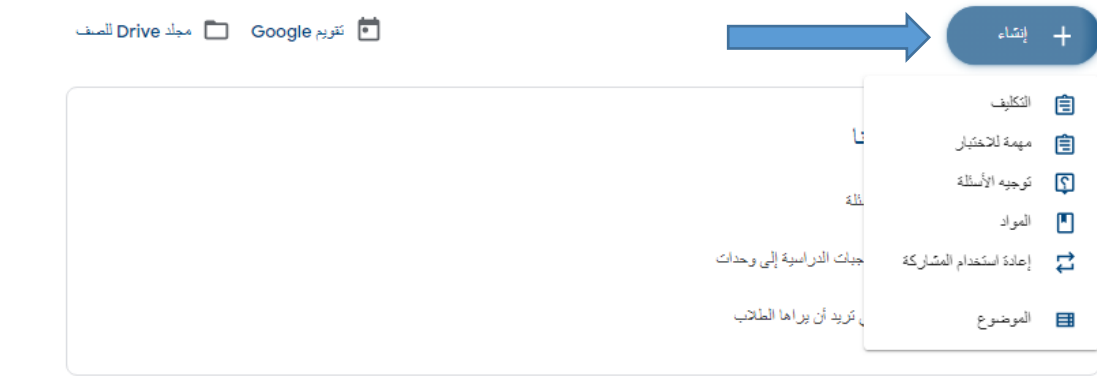 إنشاء
تقويم Google
مجلد Drive للصف
التكليف
مهمة للاختبار
توجيه الأسئلة
المواد
إعادة استخدام المشاركة
الموضوع
نا
ئلة
جبات الدراسية إلى وحدات
تريد أن يراها الطلاب